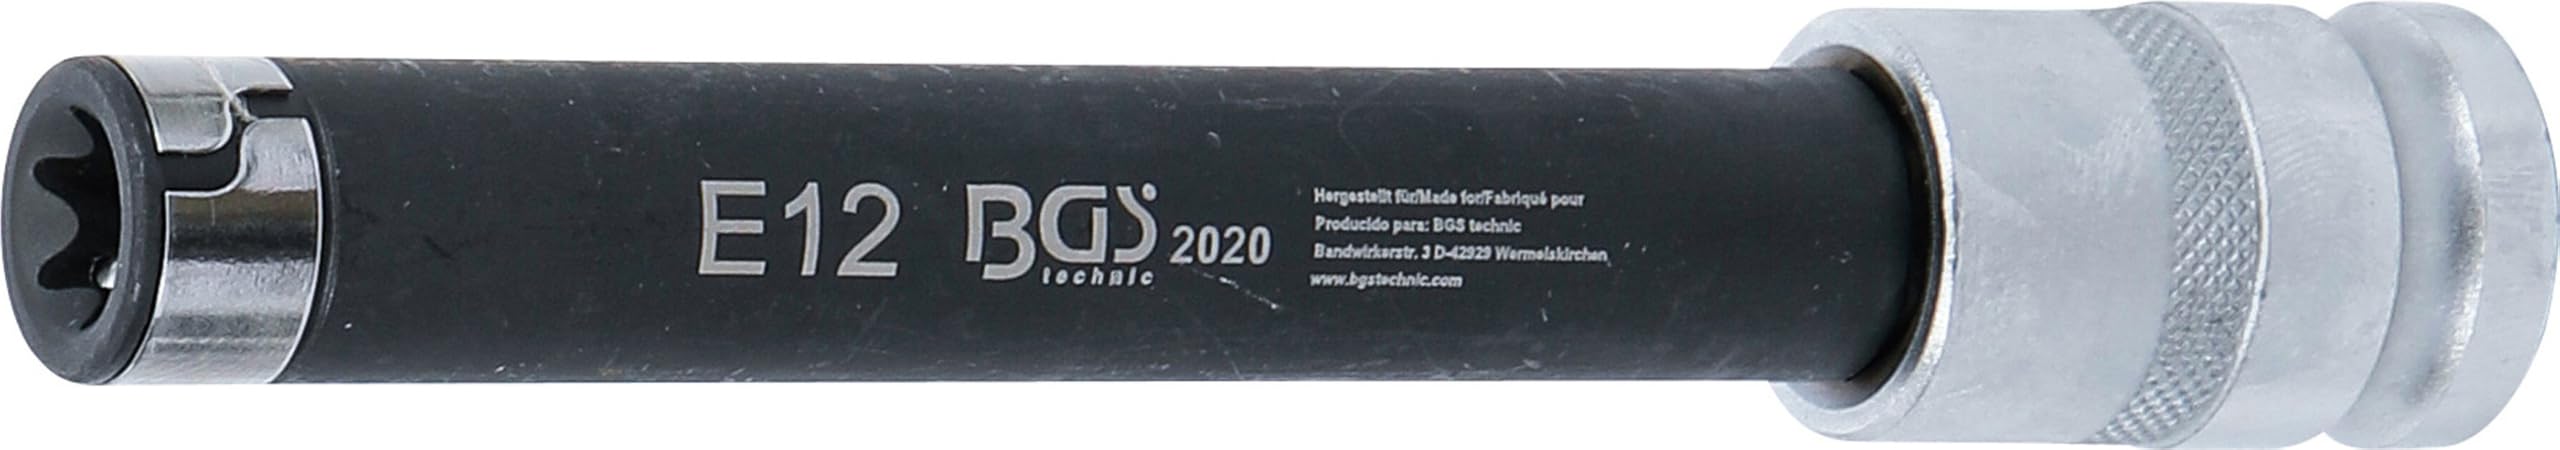 E12
BGS technic 2020
Hergestellt für/Made for/Fabriqué pour
Producido para: BGS technic
Bandwirkerstr. 3 D-42929 Wermelskirchen
www.bgstechnic.com